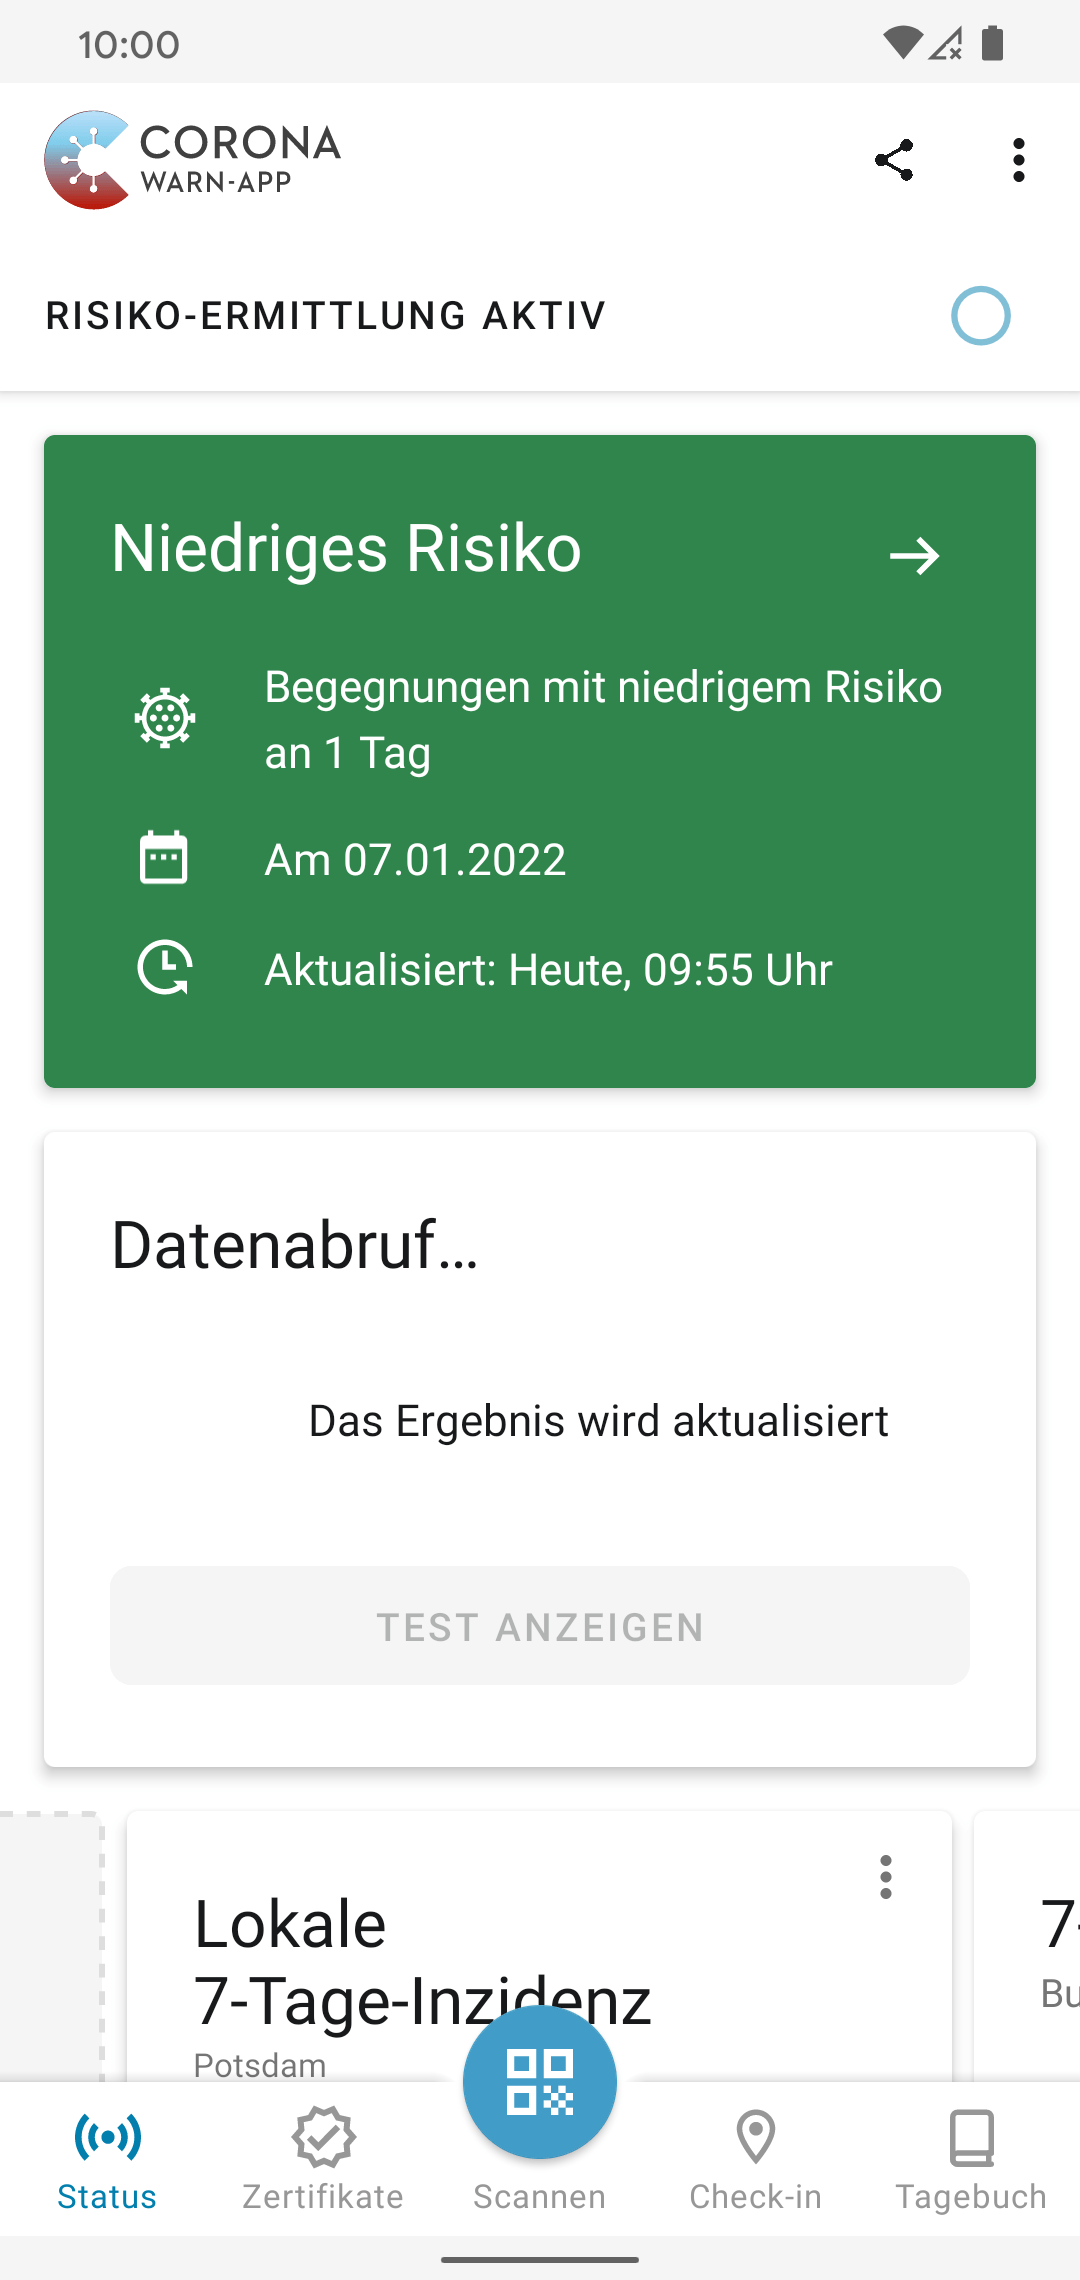 10:00
CORONA
WARN-APP
RISIKO-ERMITTLUNG AKTIV
Niedriges Risiko
Begegnungen mit niedrigem Risiko
an 1 Tag
Am 07.01.2022
Aktualisiert: Heute, 09:55 Uhr
Datenabruf…
Das Ergebnis wird aktualisiert
TEST ANZEIGEN
Lokale
7-Tage-Inzidenz
Potsdam
7-
Bu
Status
Zertifikate
Scannen
Check-in
Tagebuch